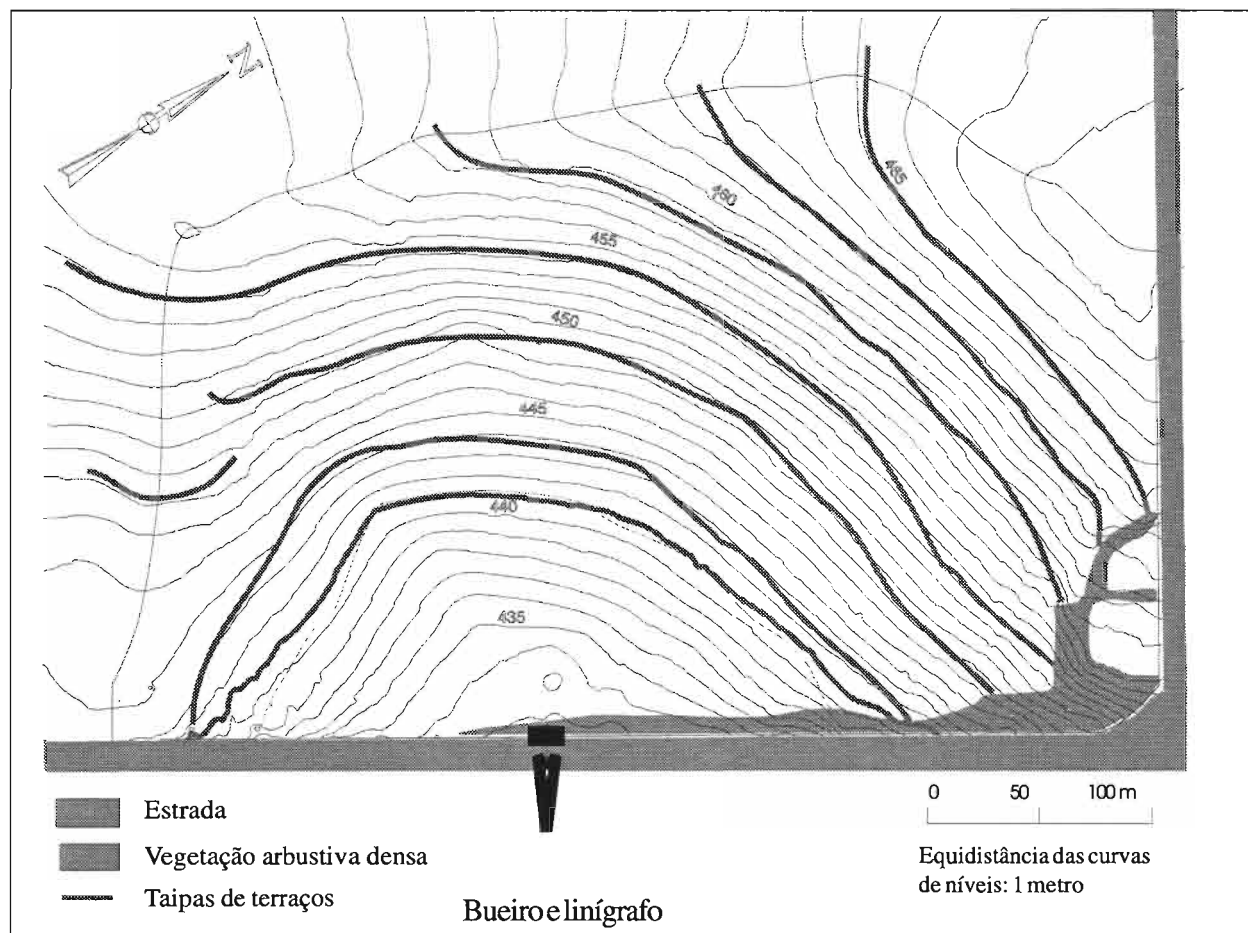 N
485
460
455
450
445
440
435
0 50 100 m
Estrada
Vegetação arbustiva densa
Taipas de terraços
Equidistância das curvas
de níveis: 1 metro
Bueiro e linígrafo